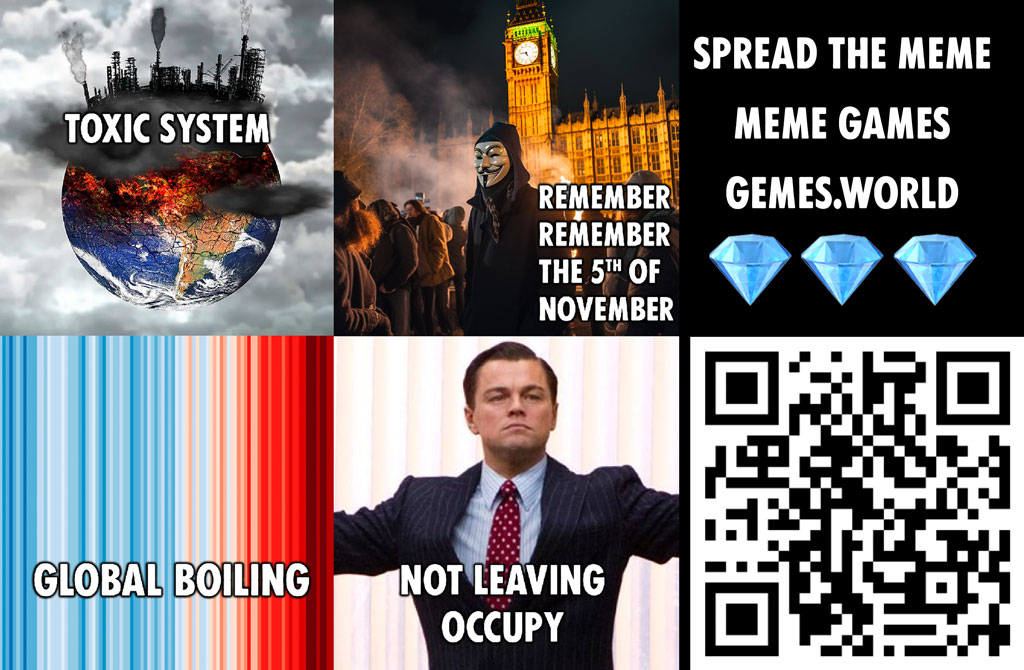 TOXIC SYSTEM
REMEMBER
REMEMBER
THE 5TH OF
NOVEMBER
SPREAD THE MEME
MEME GAMES
GEMES.WORLD
GLOBAL BOILING
NOT LEAVING
OCCUPY